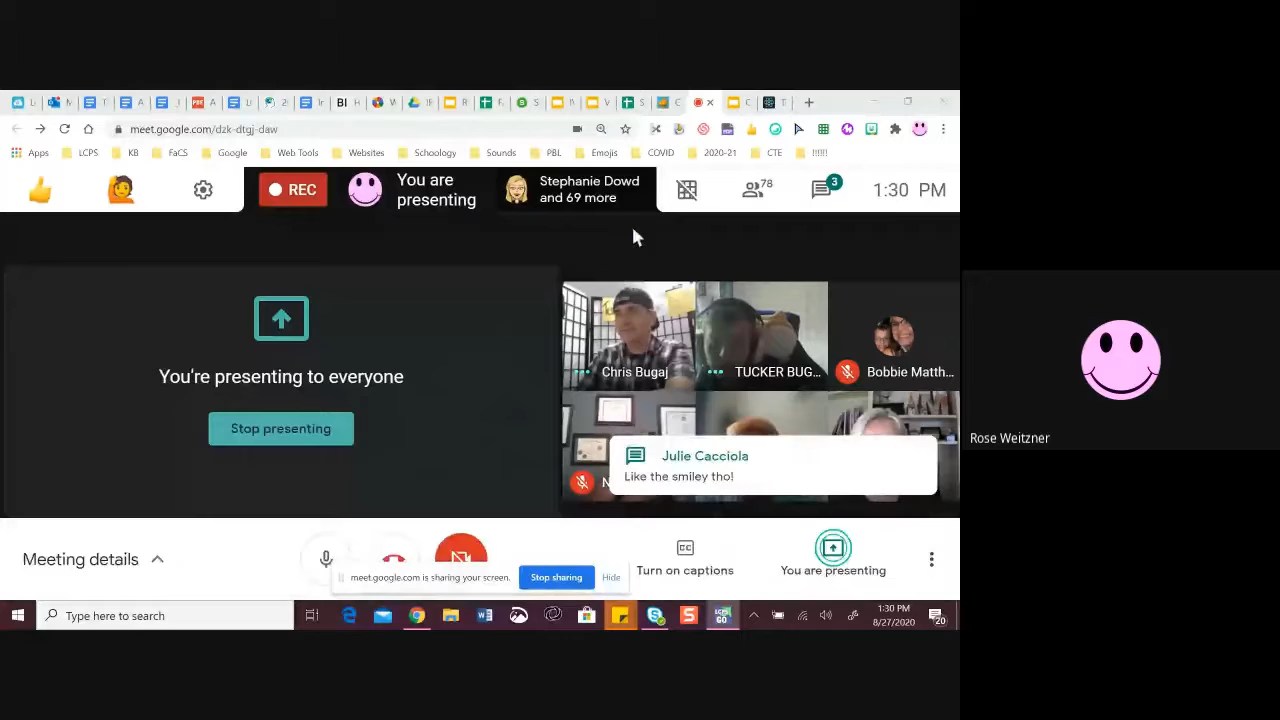 meet.google.com/dzk-dtgj-daw
Apps LCPS KB FaCS Google Web Tools Websites Schoology Sounds PBL Emojis COVID 2020-21 CTE !!!!!!
REC
You are
presenting
Stephanie Dowd
and 69 more
78
3
1:30 PM
You're presenting to everyone
Stop presenting
Chris Bugaj
TUCKER BUG...
Bobbie Matth...
Julie Cacciola
Like the smiley tho!
Rose Weitzner
Meeting details
Turn on captions
You are presenting
meet.google.com is sharing your screen.
Stop sharing
Hide
Type here to search
1:30 PM
8/27/2020
20